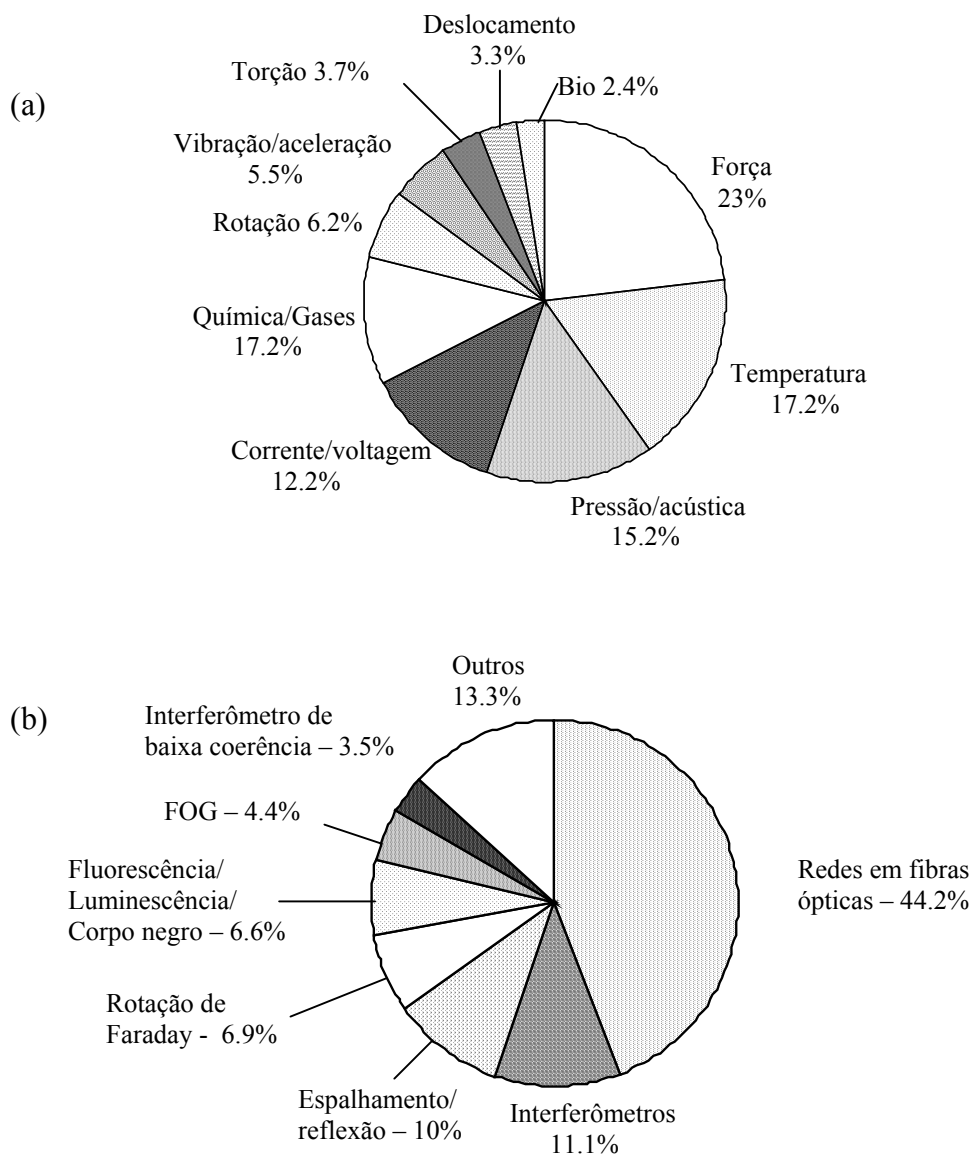 (a)
Deslocamento
3.3%
Torção 3.7%
Bio 2.4%
Vibração/aceleração
5.5%
Força
23%
Rotação 6.2%
Química/Gases
17.2%
Temperatura
17.2%
Corrente/voltagem
12.2%
Pressão/acústica
15.2%
(b)
Outros
13.3%
Interferômetro de
baixa coerência – 3.5%
FOG – 4.4%
Fluorescência/
Luminescência/
Corpo negro – 6.6%
Redes em fibras
ópticas – 44.2%
Rotação de
Faraday - 6.9%
Espalhamento/
reflexão – 10%
Interferômetros
11.1%